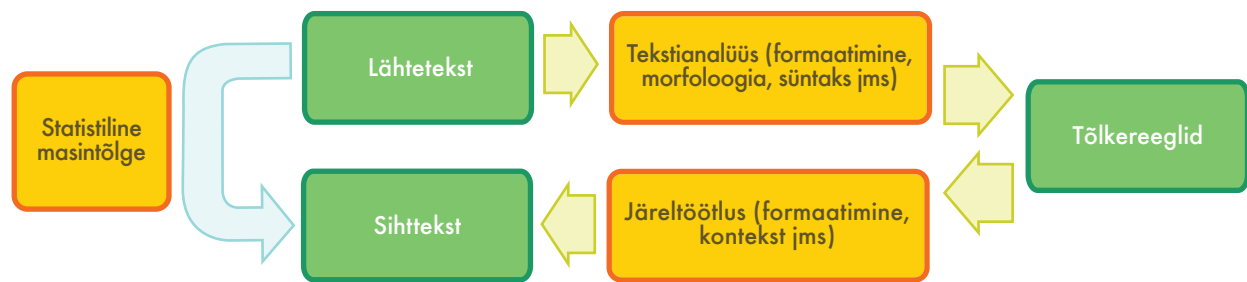 Statistiline
masintõlge
Lähtetekst
Tekstianalüüs (formaatimine,
morfoloogia, süntaks jms)
Tõlkereeglid
Järeltöötlus (formaatimine,
kontekst jms)
Sihttekst